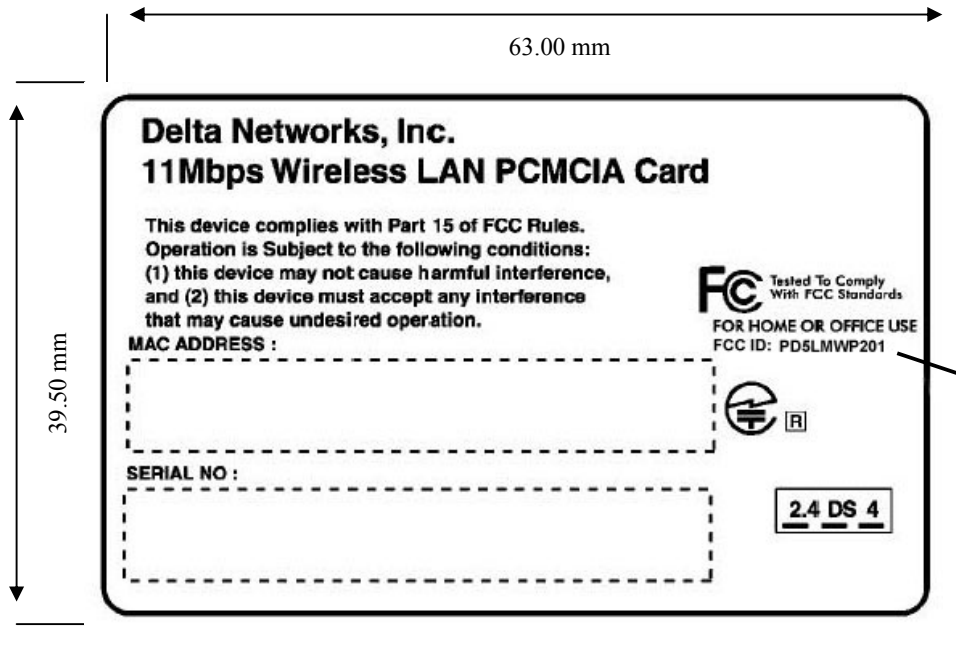 63.00 mm
39.50 mm
Delta Networks, Inc.
11Mbps Wireless LAN PCMCIA Card
This device complies with Part 15 of FCC Rules.
Operation is Subject to the following conditions:
(1) this device may not cause harmful interference,
and (2) this device must accept any interference
that may cause undesired operation.
FC Tested To Comply
With FCC Standards
FOR HOME OR OFFICE USE
FCC ID: PD5LMWP201
MAC ADDRESS :
R
SERIAL NO :
2.4 DS 4